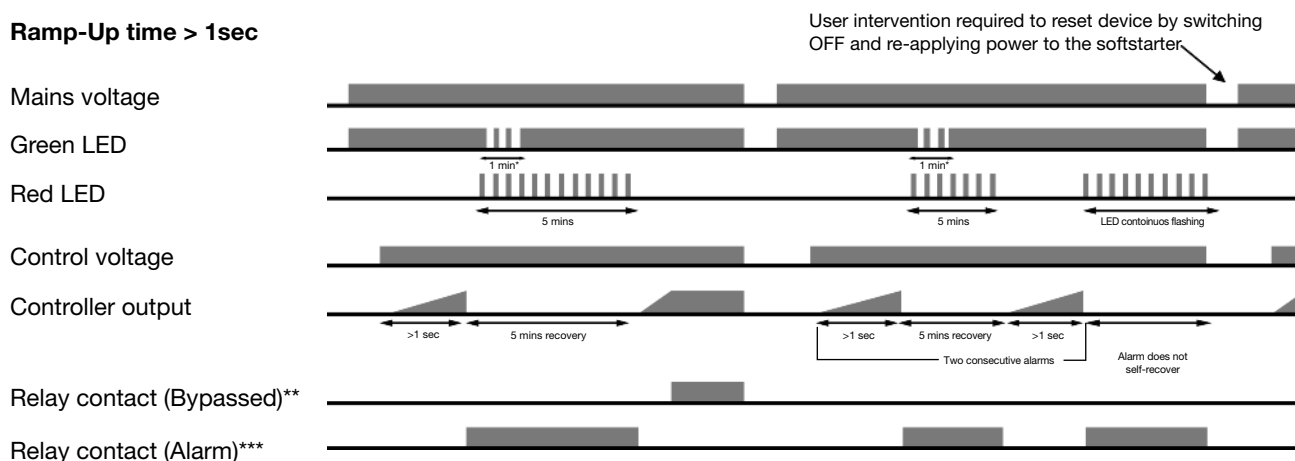 Ramp-Up time > 1sec
User intervention required to reset device by switching
OFF and re-applying power to the softstarter
Mains voltage
Green LED
1 min*
1 min*
Red LED
5 mins
5 mins
LED contoinuos flashing
Control voltage
Controller output
>1 sec
5 mins recovery
>1 sec
5 mins recovery
>1 sec
Two consecutive alarms
Alarm does not
self-recover
Relay contact (Bypassed)**
Relay contact (Alarm)***